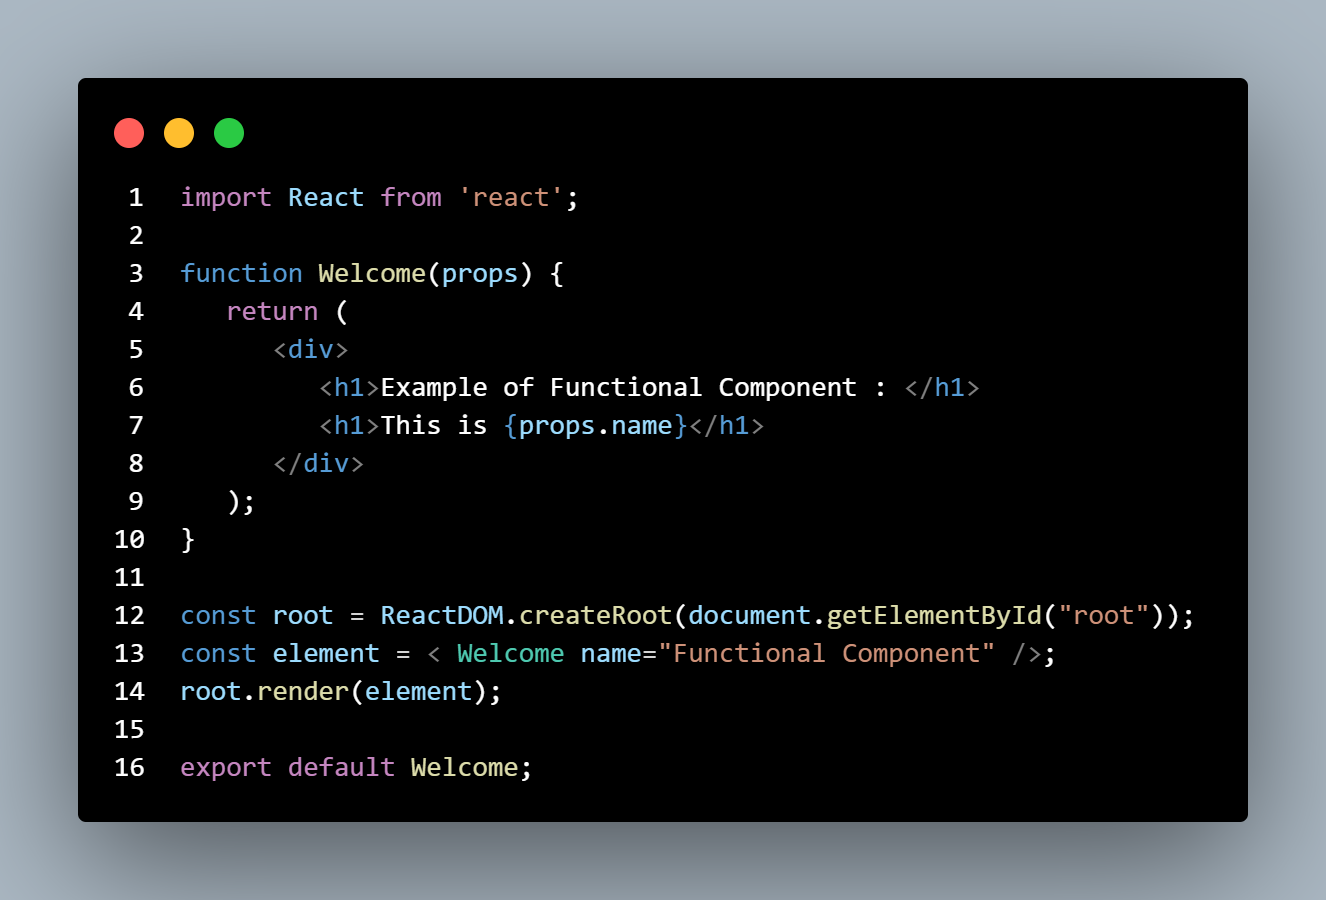 1 import React from 'react';
2
3 function Welcome(props) {
4    return (
5       <div>
6          <h1>Example of Functional Component : </h1>
7          <h1>This is {props.name}</h1>
8       </div>
9    );
10 }
11
12 const root = ReactDOM.createRoot(document.getElementById("root"));
13 const element = < Welcome name="Functional Component" />;
14 root.render(element);
15
16 export default Welcome;